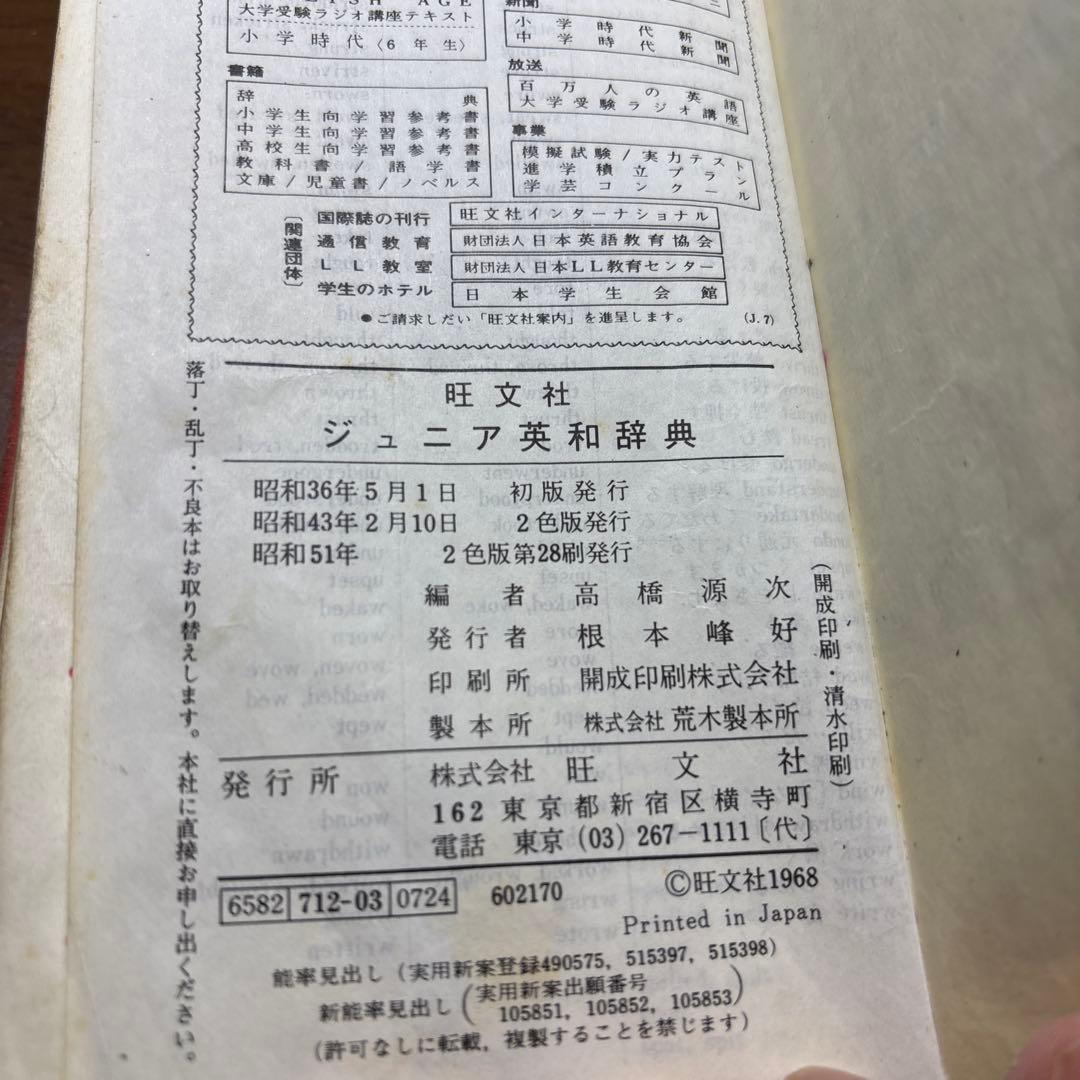 AGE
大学受験ラジオ講座テキスト
小学時代〈6年生〉
書籍
辞典
小学生向学習参考書
中学生向学習参考書
高校生向学習参考書
教科書/語学書
文庫/児童書/ノベルス
新聞
小学時代新聞
中学時代新聞
放送
百万人の英語
大学受験ラジオ講座
事業
模擬試験/実力テスト
進学積立プラン
学芸コンクール
〔関連団体〕
国際誌の刊行 旺文社インターナショナル
通信教育 財団法人日本英語教育協会
LL教室 財団法人日本LL教育センター
学生のホテル 日本学生会館
●ご請求しだい「旺文社案内」を進呈します。 (J.7)
落丁・乱丁・不良本はお取り替えします。本社に直接お申し出ください。
旺文社
ジュニア英和辞典
昭和36年5月1日 初版発行
昭和43年2月10日 2色版発行
昭和51年 2色版第28刷発行
編者 高橋源次
発行者 根本峰好
印刷所 開成印刷株式会社
製本所 株式会社荒木製本所
(開成印刷 清水印刷)
発行所 株式会社 旺文社
162 東京都新宿区横寺町
電話 東京(03)267-1111〔代〕
6582 712-03 0724 602170
©旺文社1968
Printed in Japan
能率見出し(実用新案登録490575, 515397, 515398)
新能率見出し(実用新案出願番号
105851, 105852, 105853)
(許可なしに転載, 複製することを禁じます)